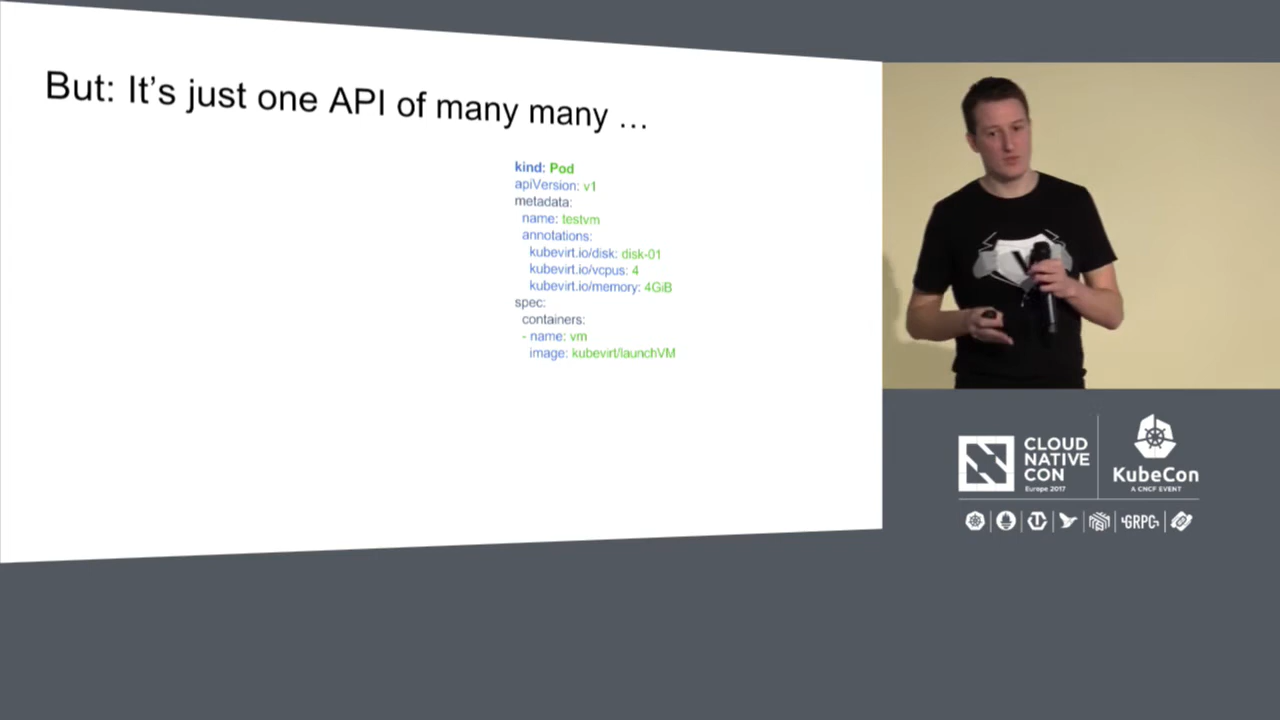 But: It's just one API of many many …
kind: Pod
apiVersion: v1
metadata:
name: testvm
annotations:
kubevirt.io/disk: disk-01
kubevirt.io/vcpus: 4
kubevirt.io/memory: 4GiB
spec:
containers:
- name: vm
image: kubevirt/launchVM
CLOUD
NATIVE
CON
Europe 2017
KubeCon
A CNCF EVENT
GRPC